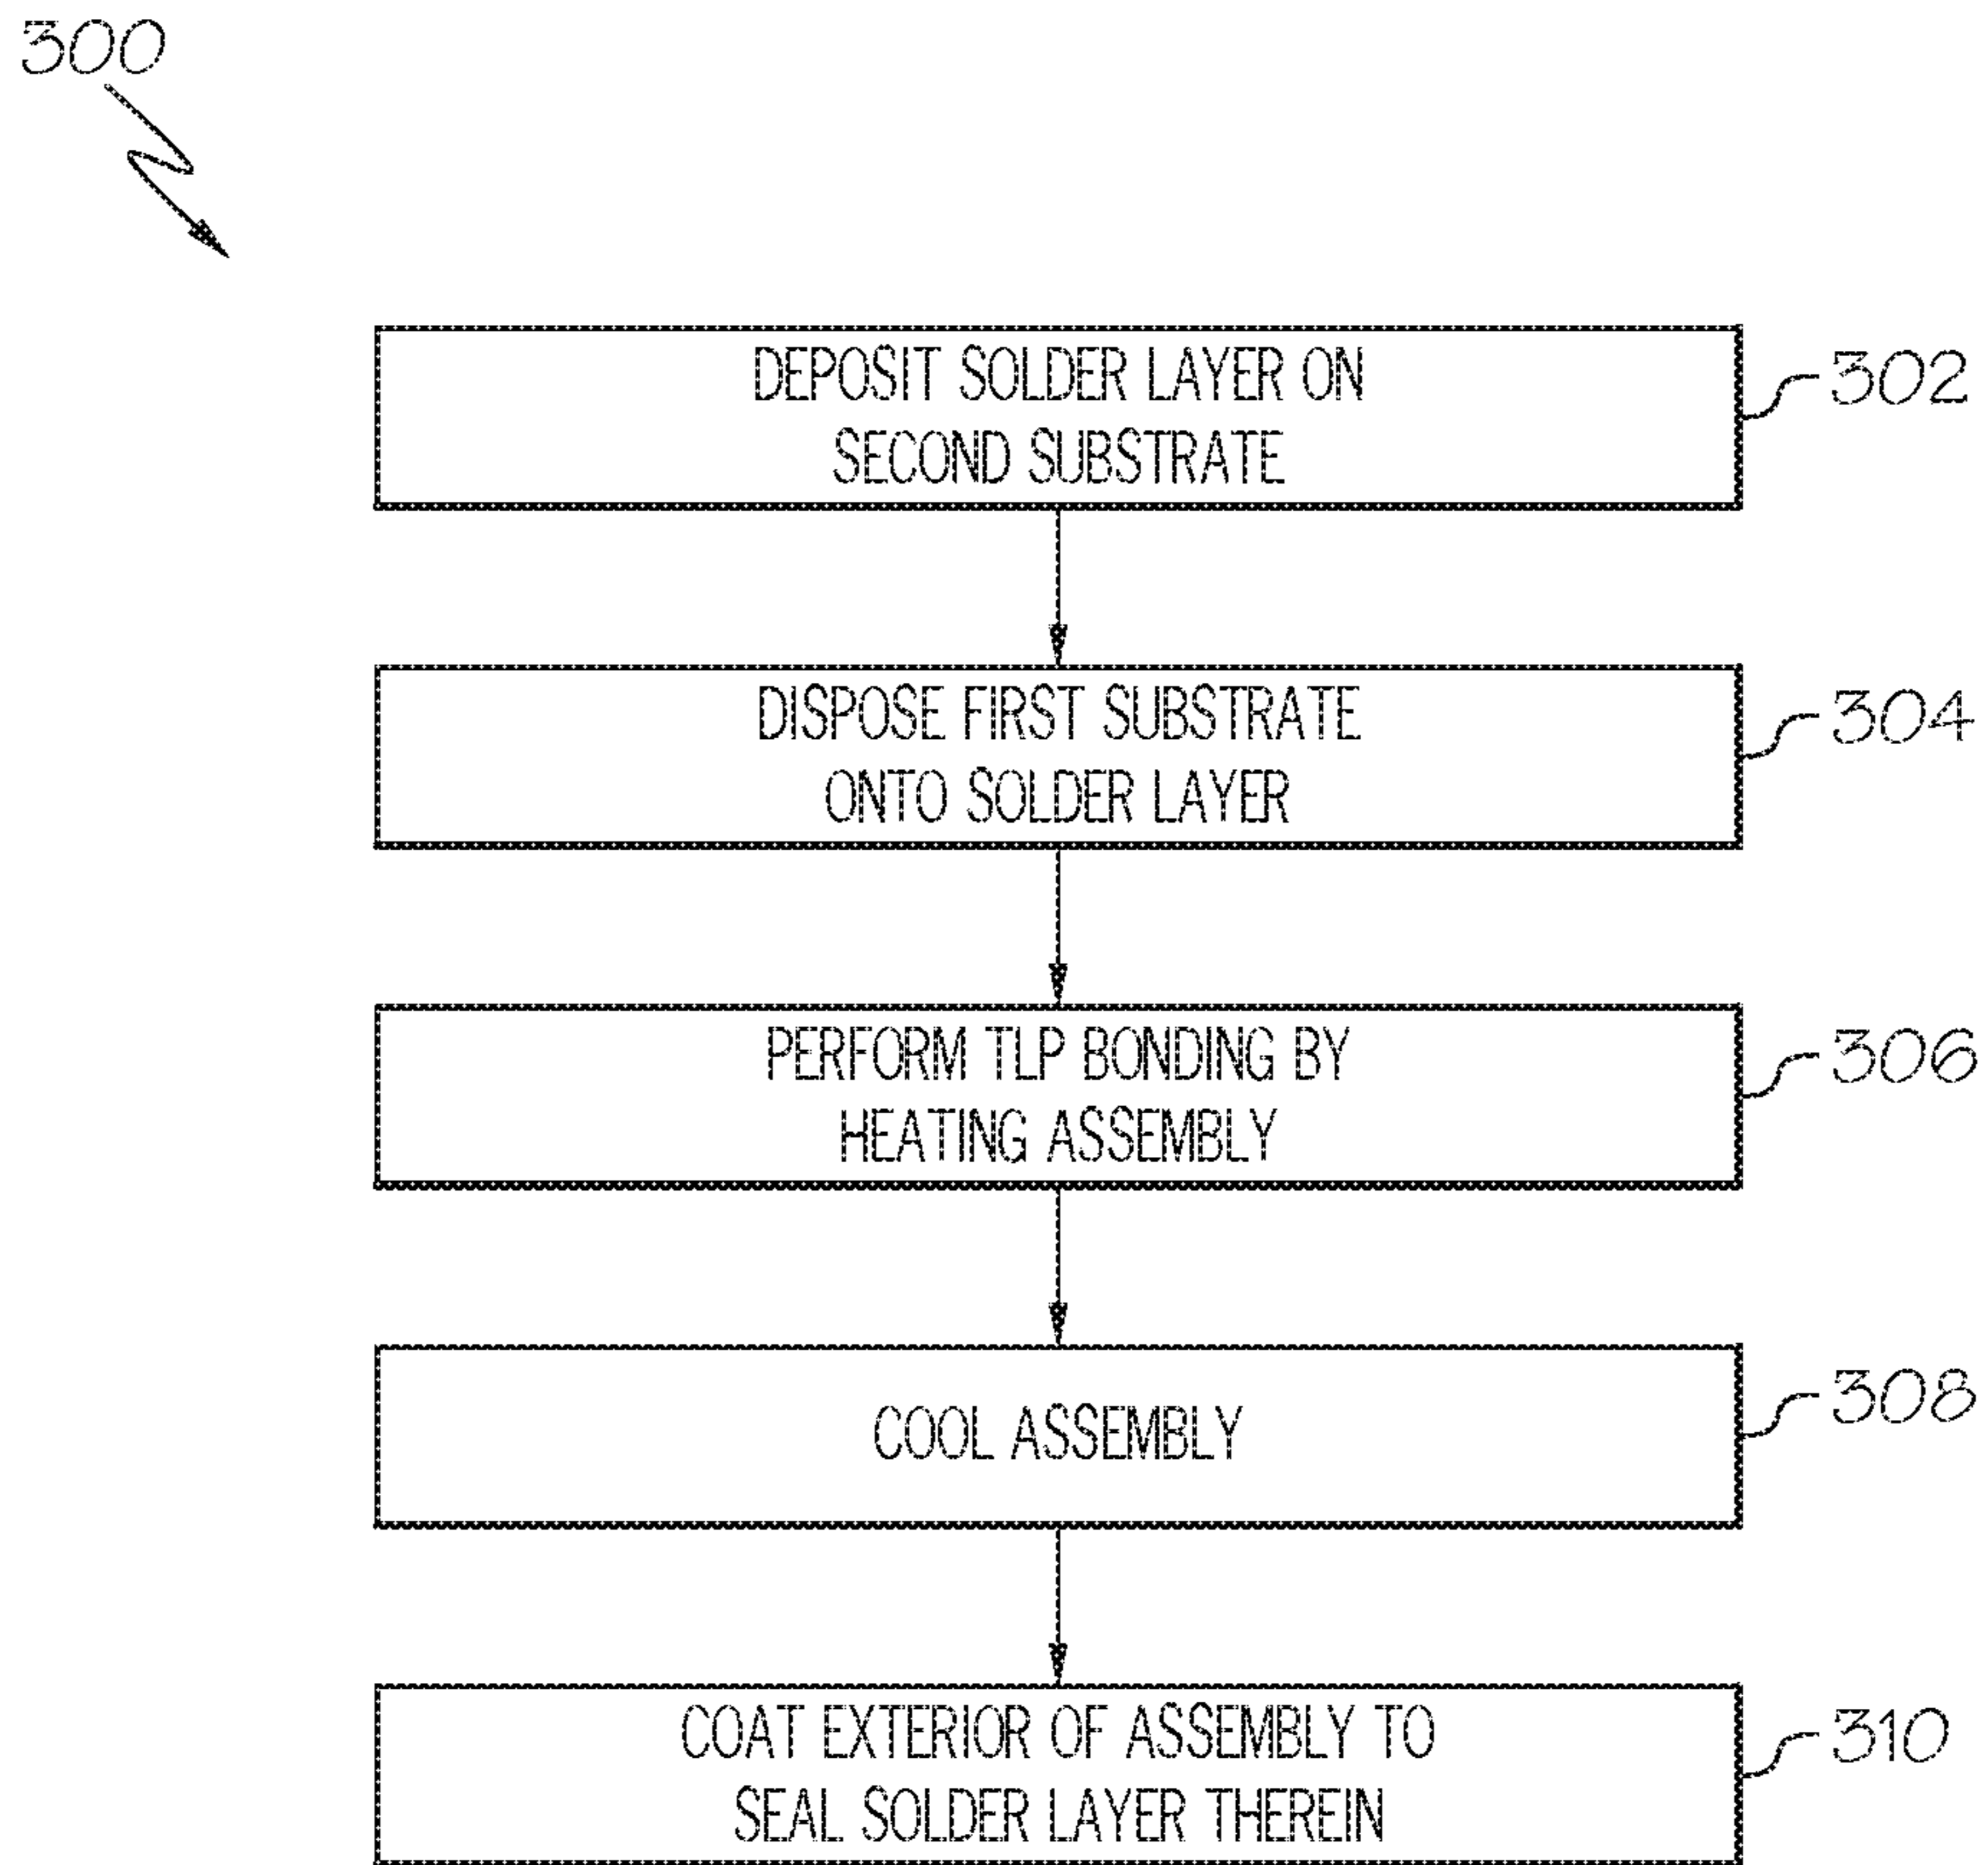 300
DEPOSIT SOLDER LAYER ON
SECOND SUBSTRATE
302
DISPOSE FIRST SUBSTRATE
ONTO SOLDER LAYER
304
PERFORM TLP BONDING BY
HEATING ASSEMBLY
306
COOL ASSEMBLY
308
COAT EXTERIOR OF ASSEMBLY TO
SEAL SOLDER LAYER THEREIN
310